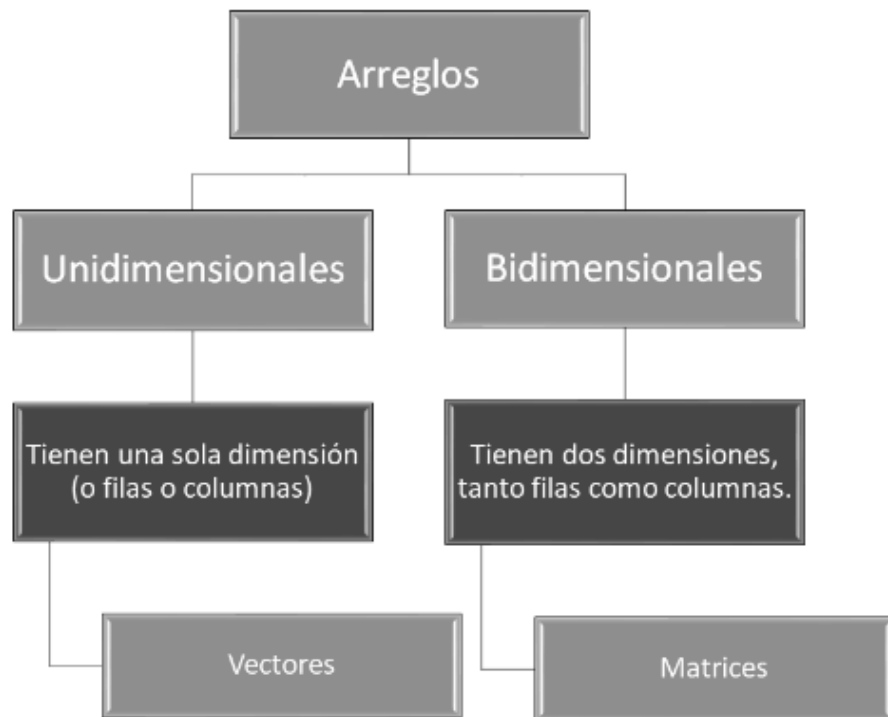 Arreglos
Unidimensionales
Bidimensionales
Tienen una sola dimensión
(o filas o columnas)
Tienen dos dimensiones,
tanto filas como columnas.
Vectores
Matrices